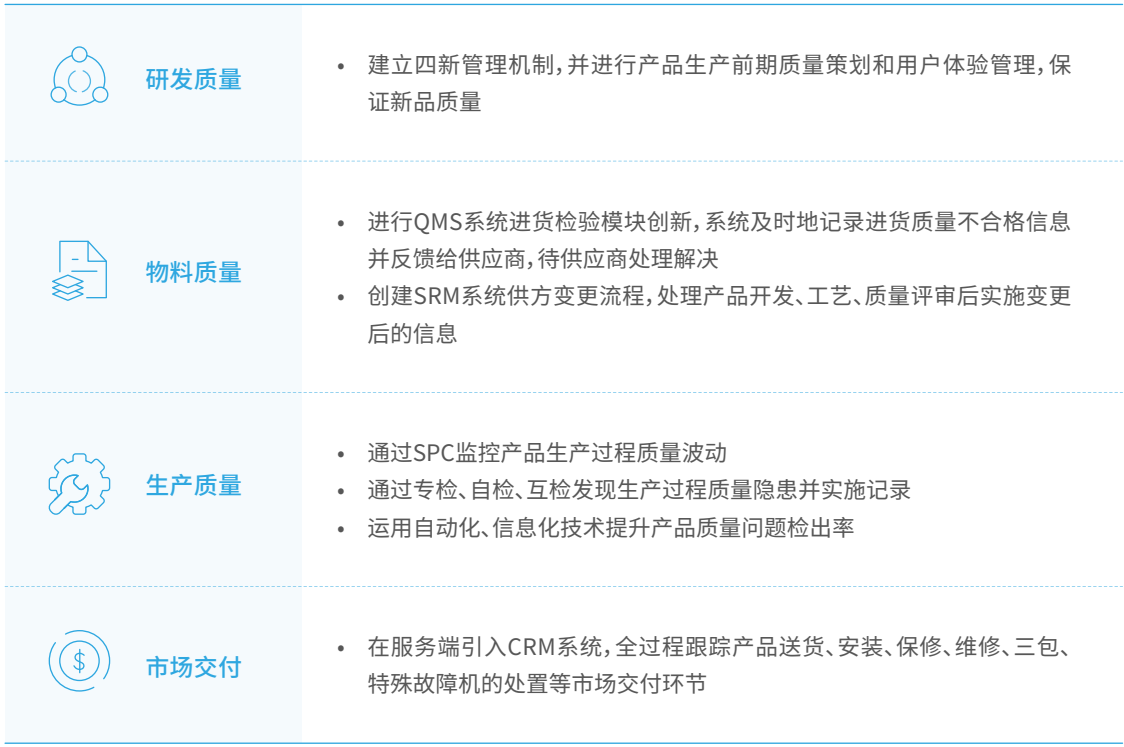 研发质量
• 建立四新管理机制,并进行产品生产前期质量策划和用户体验管理,保
证新品质量
物料质量
• 进行QMS系统进货检验模块创新,系统及时地记录进货质量不合格信息
并反馈给供应商,待供应商处理解决
• 创建SRM系统供方变更流程,处理产品开发、工艺、质量评审后实施变更
后的信息
生产质量
• 通过SPC监控产品生产过程质量波动
• 通过专检、自检、互检发现生产过程质量隐患并实施记录
• 运用自动化、信息化技术提升产品质量问题检出率
市场交付
• 在服务端引入CRM系统,全过程跟踪产品送货、安装、保修、维修、三包、
特殊故障机的处置等市场交付环节